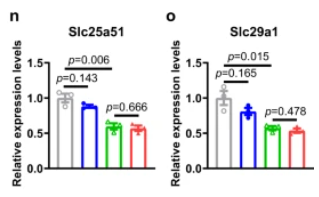 n
Slc25a51
Relative expression levels
1.5
1.0
0.5
0.0
p=0.006
p=0.143
p=0.666
o
Slc29a1
Relative expression levels
1.5
1.0
0.5
0.0
p=0.015
p=0.165
p=0.478